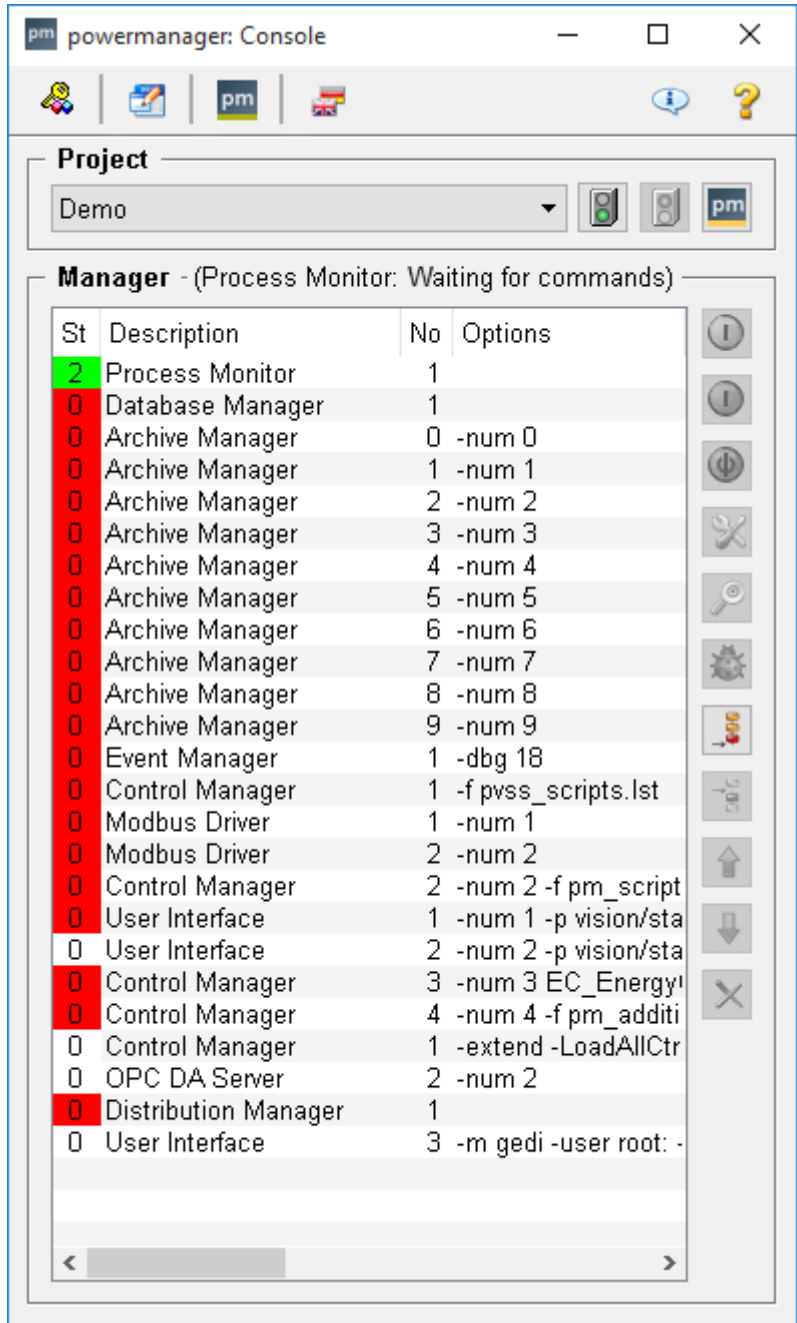 pm powermanager: Console
pm
Project
Demo
pm
Manager - (Process Monitor: Waiting for commands)
St Description No Options
2 Process Monitor 1
0 Database Manager 1
0 Archive Manager 0 -num 0
0 Archive Manager 1 -num 1
0 Archive Manager 2 -num 2
0 Archive Manager 3 -num 3
0 Archive Manager 4 -num 4
0 Archive Manager 5 -num 5
0 Archive Manager 6 -num 6
0 Archive Manager 7 -num 7
0 Archive Manager 8 -num 8
0 Archive Manager 9 -num 9
0 Event Manager 1 -dbg 18
0 Control Manager 1 -f pvss_scripts.lst
0 Modbus Driver 1 -num 1
0 Modbus Driver 2 -num 2
0 Control Manager 2 -num 2 -f pm_script
0 User Interface 1 -num 1 -p vision/sta
0 User Interface 2 -num 2 -p vision/sta
0 Control Manager 3 -num 3 EC_Energy
0 Control Manager 4 -num 4 -f pm_additi
0 Control Manager 1 -extend -LoadAllCtr
0 OPC DA Server 2 -num 2
0 Distribution Manager 1
0 User Interface 3 -m gedi -user root: -